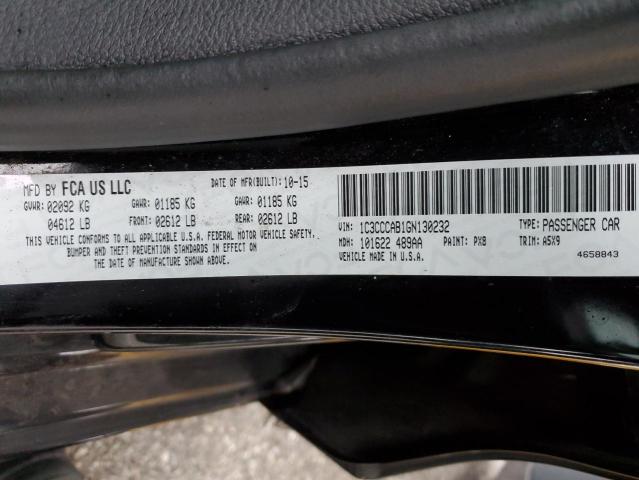 MFD BY FCA US LLC DATE OF MFR(BUILT): 10-15
GVWR: 02092 KG GAWR: 01185 KG GAWR: 01185 KG
04612 LB FRONT: 02612 LB REAR: 02612 LB
THIS VEHICLE CONFORMS TO ALL APPLICABLE U.S.A. FEDERAL MOTOR VEHICLE SAFETY,
BUMPER AND THEFT PREVENTION STANDARDS IN EFFECT ON
THE DATE OF MANUFACTURE SHOWN ABOVE.
VIN: 1C3CCCAB1GN130232 TYPE: PASSENGER CAR
MDH: 101622 489AA PAINT: PX8 TRIM: A5X9
VEHICLE MADE IN U.S.A. 4658843